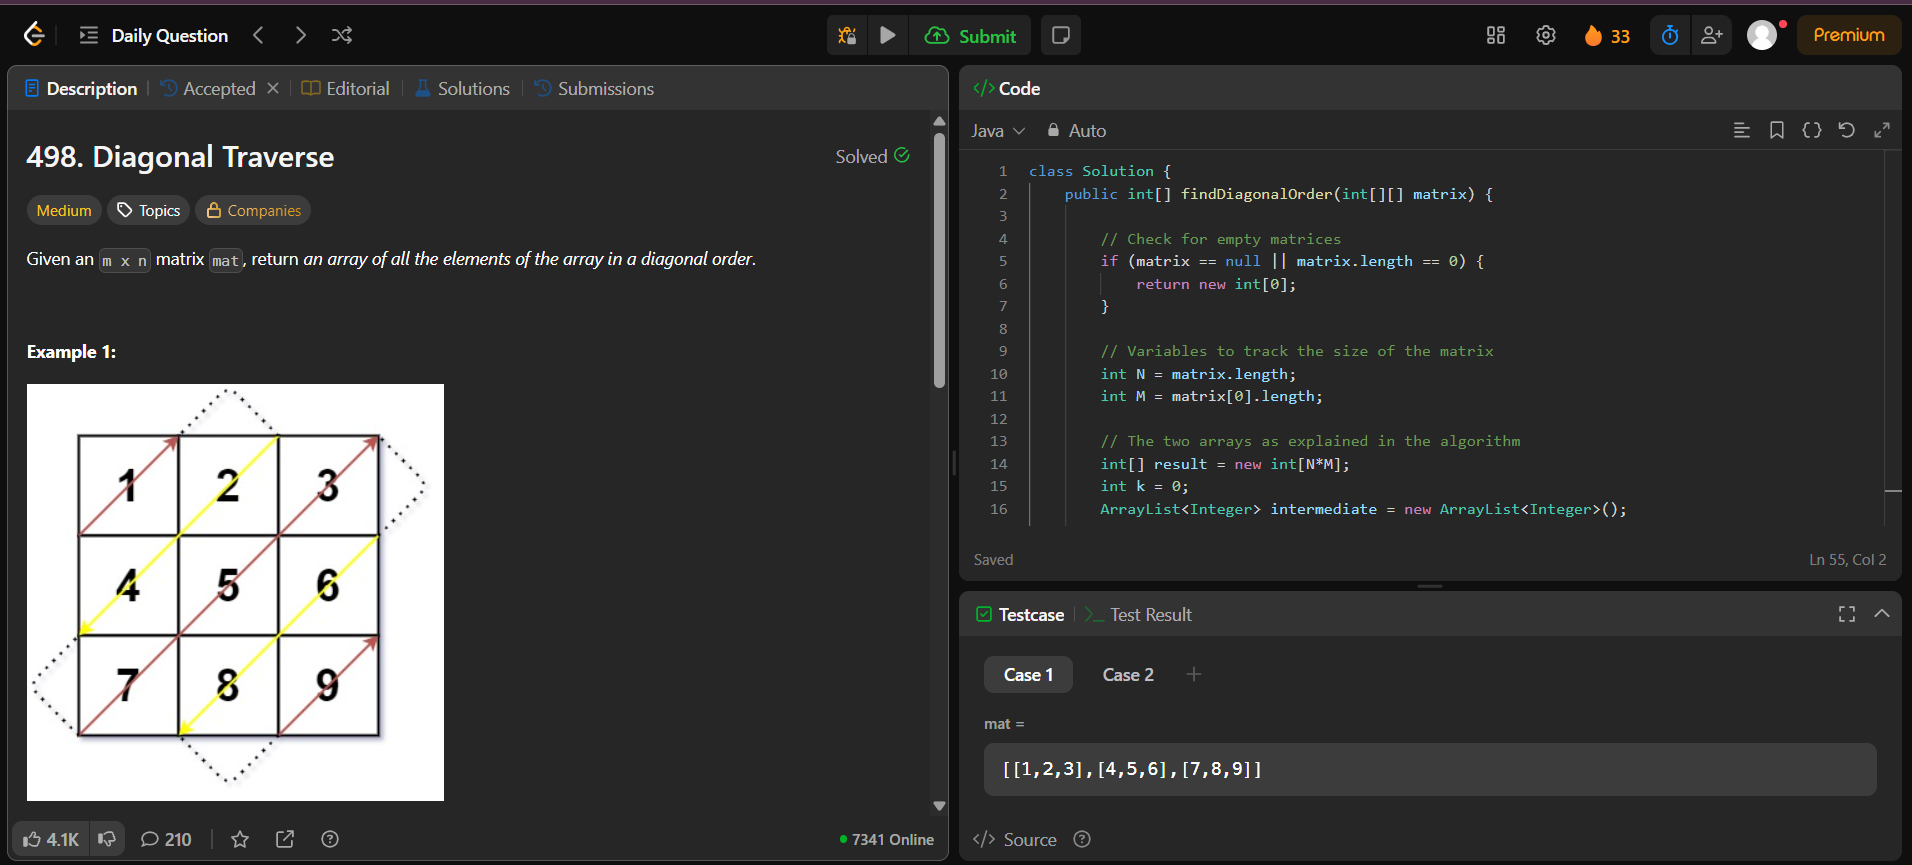 Daily Question
Submit
33
Premium
Description
Accepted
Editorial
Solutions
Submissions
498. Diagonal Traverse
Solved
Medium
Topics
Companies
Given an m x n matrix mat, return an array of all the elements of the array in a diagonal order.
Example 1:
1 2 3
4 5 6
7 8 9
4.1K
210
7341 Online
</> Code
Java
Auto
1 class Solution {
2 public int[] findDiagonalOrder(int[][] matrix) {
3
4 // Check for empty matrices
5 if (matrix == null || matrix.length == 0) {
6 return new int[0];
7 }
8
9 // Variables to track the size of the matrix
10 int N = matrix.length;
11 int M = matrix[0].length;
12
13 // The two arrays as explained in the algorithm
14 int[] result = new int[N*M];
15 int k = 0;
16 ArrayList<Integer> intermediate = new ArrayList<Integer>();
Saved
Ln 55, Col 2
Testcase
Test Result
Case 1
Case 2
mat =
[[1,2,3],[4,5,6],[7,8,9]]
</> Source